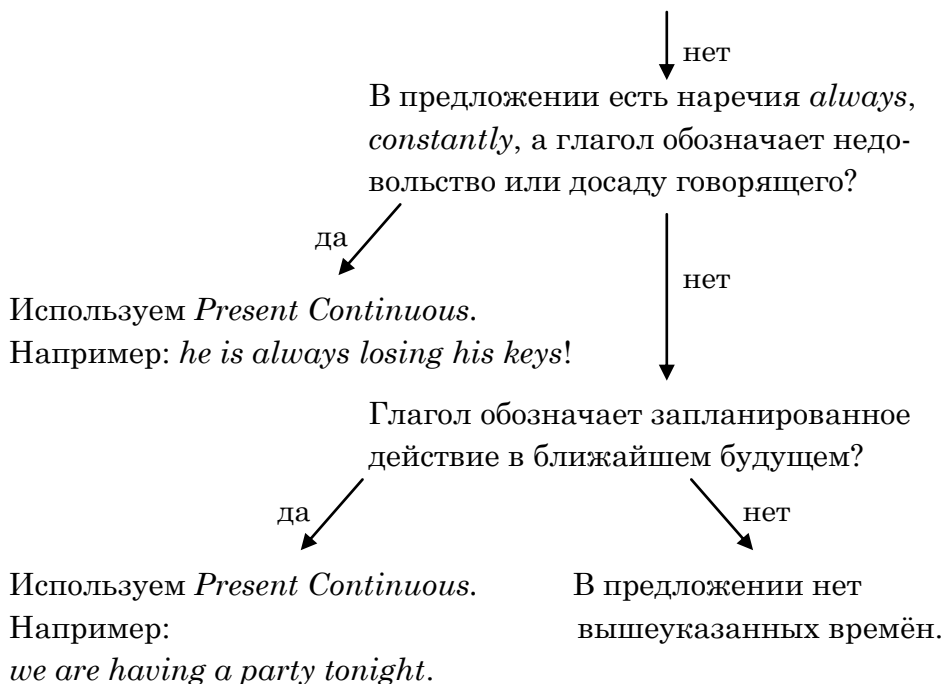 нет
В предложении есть наречия always,
constantly, а глагол обозначает недо-
вольство или досаду говорящего?
да
нет
Используем Present Continuous.
Например: he is always losing his keys!
Глагол обозначает запланированное
действие в ближайшем будущем?
да
нет
Используем Present Continuous.
Например:
we are having a party tonight.
В предложении нет
вышеуказанных времён.